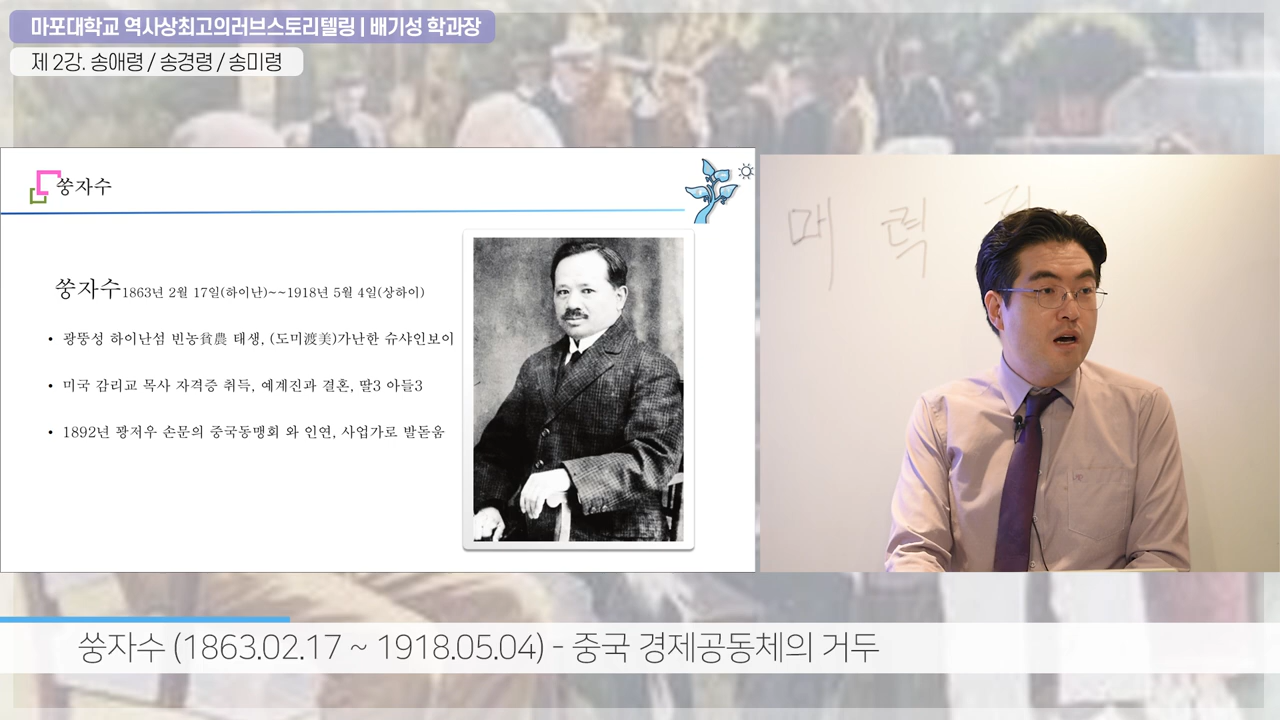 마포대학교 역사상최고의러브스토리텔링 | 배기성 학과장
제 2강. 송애령 / 송경령 / 송미령
쑹자수
쑹자수1863년 2월 17일(하이난)~~1918년 5월 4일(상하이)
• 광뚱성 하이난섬 빈농貧農 태생, (도미渡美)가난한 슈샤인보이
• 미국 감리교 목사 자격증 취득, 예계진과 결혼, 딸3 아들3
• 1892년 꽝저우 손문의 중국동맹회 와 인연, 사업가로 발돋움
매 력
쑹자수 (1863.02.17 ~ 1918.05.04) - 중국 경제공동체의 거두